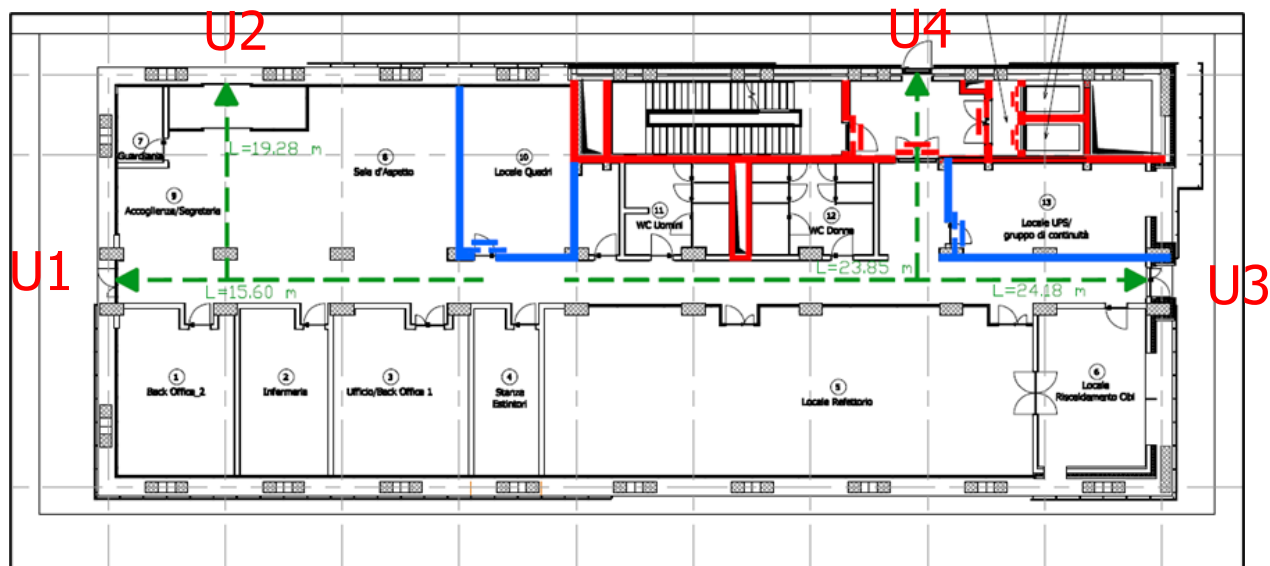 U2
U4
7
Guardiania
L=19.28 m
8
Sala d'Aspetto
10
Locale Quadri
9
Accoglienza/Segreteria
11
WC Uomini
12
WC Donne
13
Locale UPS/
gruppo di continuità
U1
L=15.60 m
L=23.85 m
L=24.18 m
U3
1
Back Office_2
2
Infermeria
3
Ufficio/Back Office 1
4
Stanza
Estintori
5
Locale Refettorio
6
Locale
Riscaldamento Cibi